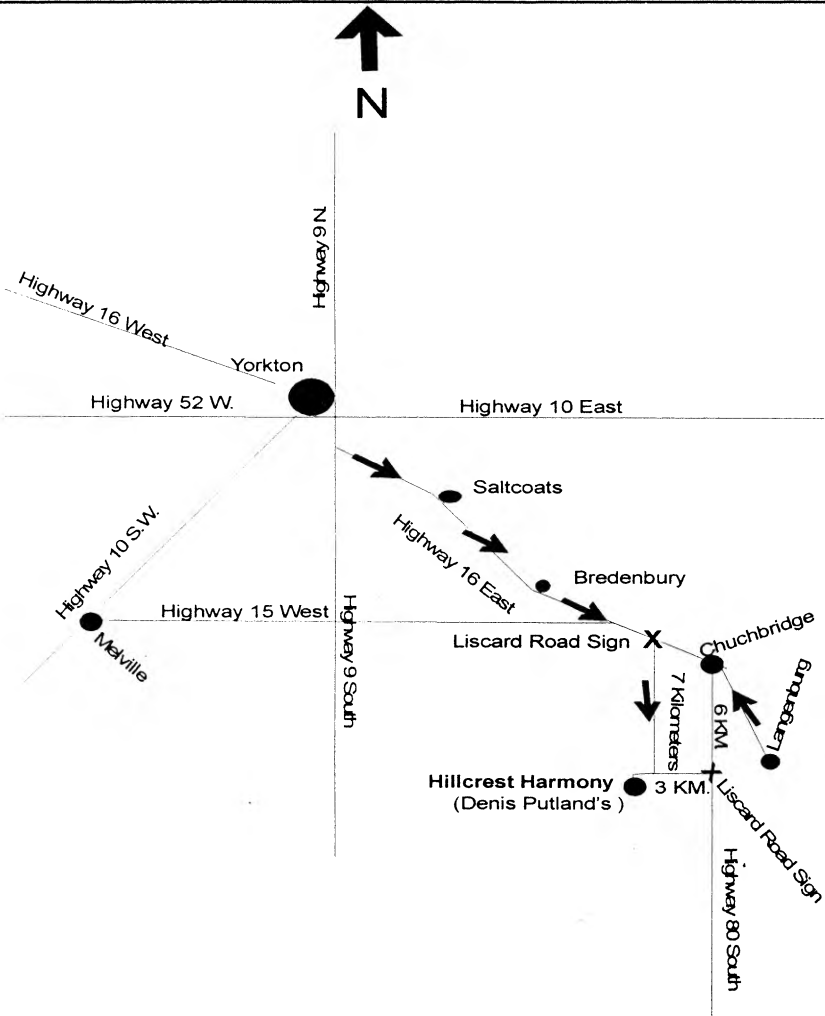 N
Highway 9 N
Highway 16 West
Yorkton
Highway 52 W.
Highway 10 East
Saltcoats
Highway 16 East
Bredenbury
Highway 10 S.W.
Highway 15 West
Melville
Highway 9 South
Liscard Road Sign
X
Chuchbridge
7 Kilometers
6 KM.
Langenburg
Hillcrest Harmony
(Denis Putland's )
3 KM.
Liscard Road Sign
Highway 80 South